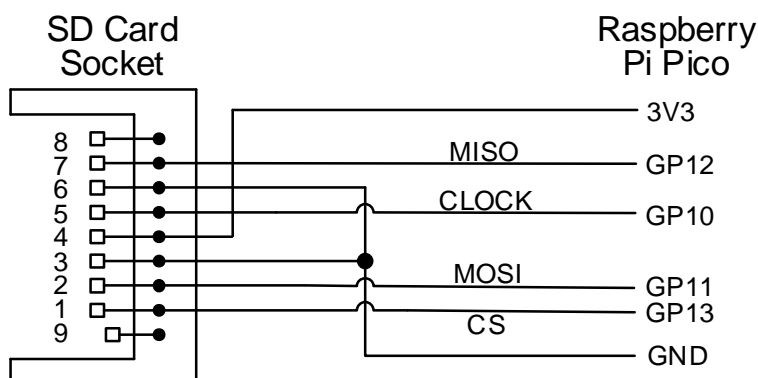 SD Card
Socket
Raspberry
Pi Pico
3V3
8
7
MISO
GP12
6
5
CLOCK
GP10
4
3
2
MOSI
GP11
1
CS
GP13
9
GND